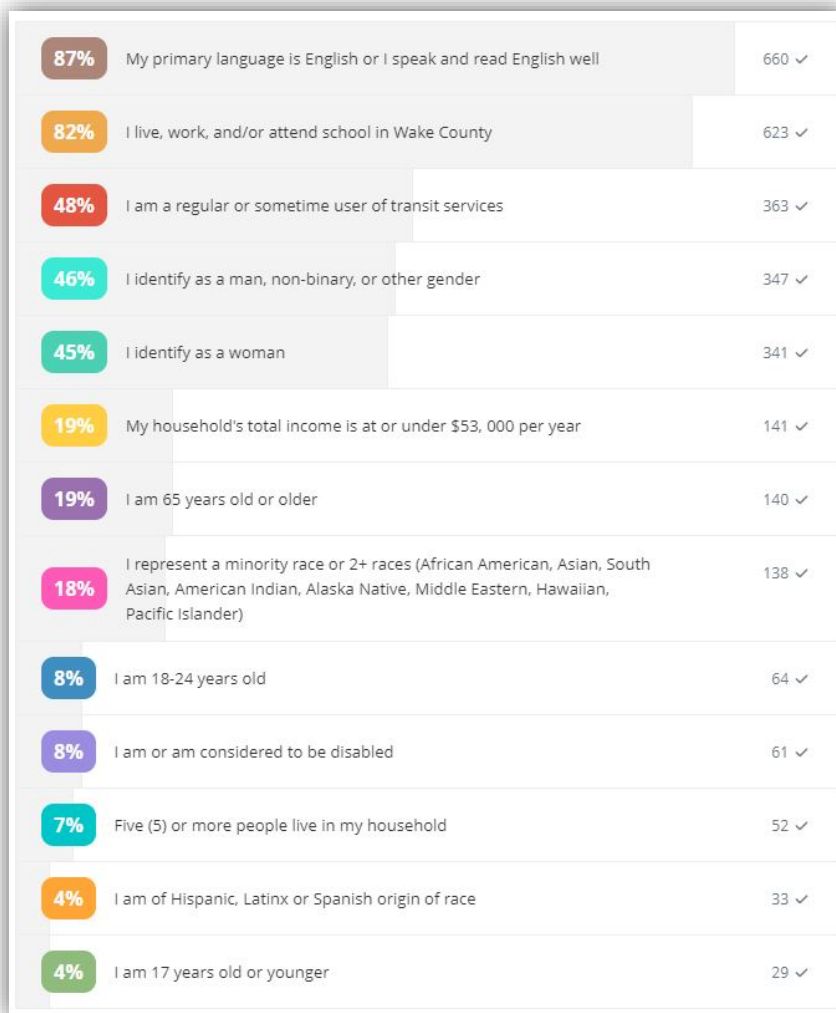 87% My primary language is English or I speak and read English well 660 ✓
82% I live, work, and/or attend school in Wake County 623 ✓
48% I am a regular or sometime user of transit services 363 ✓
46% I identify as a man, non-binary, or other gender 347 ✓
45% I identify as a woman 341 ✓
19% My household's total income is at or under $53, 000 per year 141 ✓
19% I am 65 years old or older 140 ✓
I represent a minority race or 2+ races (African American, Asian, South
18% Asian, American Indian, Alaska Native, Middle Eastern, Hawaiian, 138 ✓
Pacific Islander)
8% I am 18-24 years old 64 ✓
8% I am or am considered to be disabled 61 ✓
7% Five (5) or more people live in my household 52 ✓
4% I am of Hispanic, Latinx or Spanish origin of race 33 ✓
4% I am 17 years old or younger 29 ✓